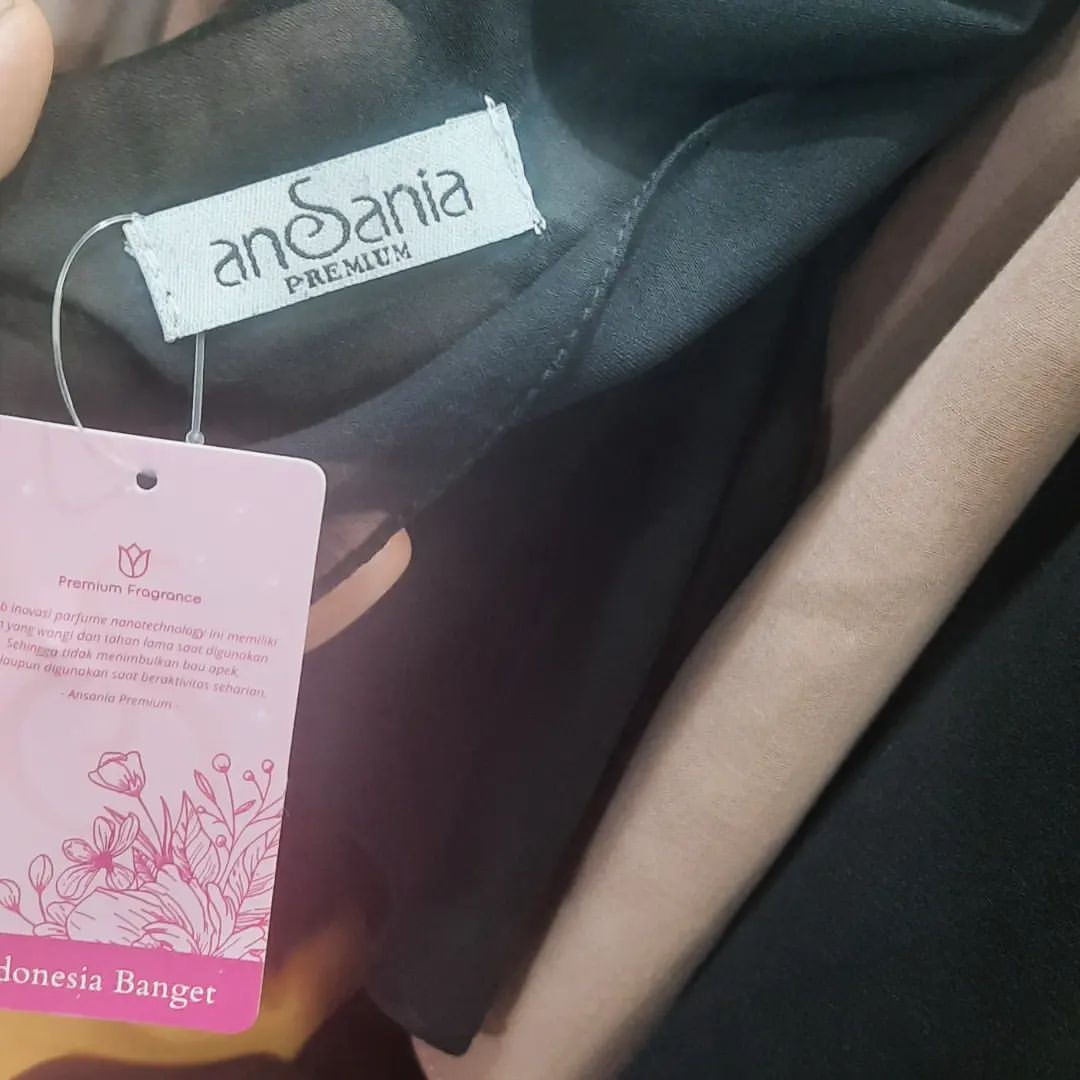 anSania
PREMIUM
Premium Fragrance
inovasi parfume nanotechnology ini memiliki
yang wangi dan tahan lama saat digunakan
Sehingga tidak menimbulkan bau apek,
digunakan saat beraktivitas seharian.
- Ansania Premium -
donesia Banget